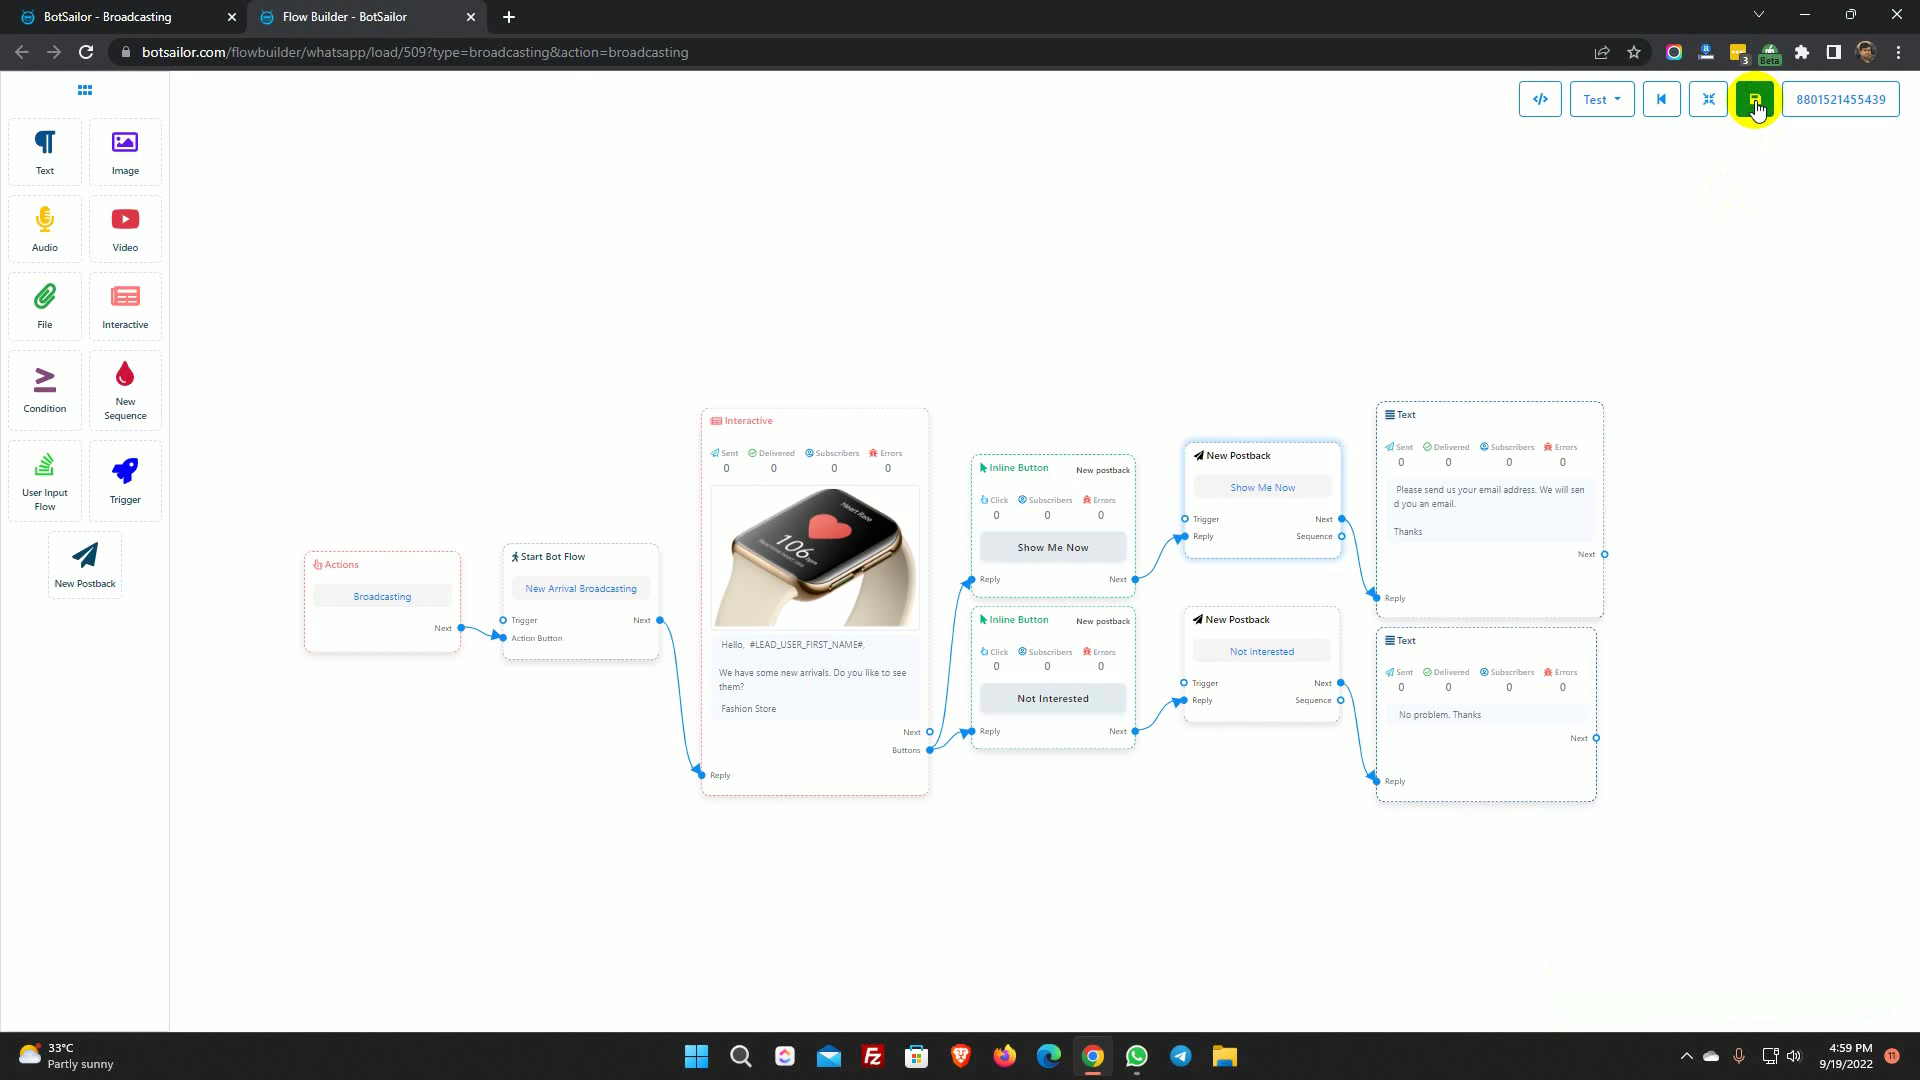 BotSailor - Broadcasting
Flow Builder - BotSailor
botsailor.com/flowbuilder/whatsapp/load/509?type=broadcasting&action=broadcasting
3
Beta
</>
Test
8801521455439
Text
Image
Audio
Video
File
Interactive
Condition
New
Sequence
User Input
Flow
Trigger
New Postback
Actions
Broadcasting
Next
Start Bot Flow
New Arrival Broadcasting
Trigger
Next
Action Button
Interactive
Sent
Delivered
Subscribers
Errors
0
0
0
0
Heart Rate
106
Hello, #LEAD_USER_FIRST_NAME#,
We have some new arrivals. Do you like to see
them?
Fashion Store
Next
Buttons
Reply
Inline Button
New postback
Click
Subscribers
Errors
0
0
0
Show Me Now
Reply
Next
Inline Button
New postback
Click
Subscribers
Errors
0
0
0
Not Interested
Reply
Next
New Postback
Show Me Now
Trigger
Next
Reply
Sequence
New Postback
Not Interested
Trigger
Next
Reply
Sequence
Text
Sent
Delivered
Subscribers
Errors
0
0
0
0
Please send us your email address. We will sen
d you an email.
Thanks
Next
Reply
Text
Sent
Delivered
Subscribers
Errors
0
0
0
0
No problem. Thanks
Next
Reply
33°C
Partly sunny
4:59 PM
9/19/2022
11